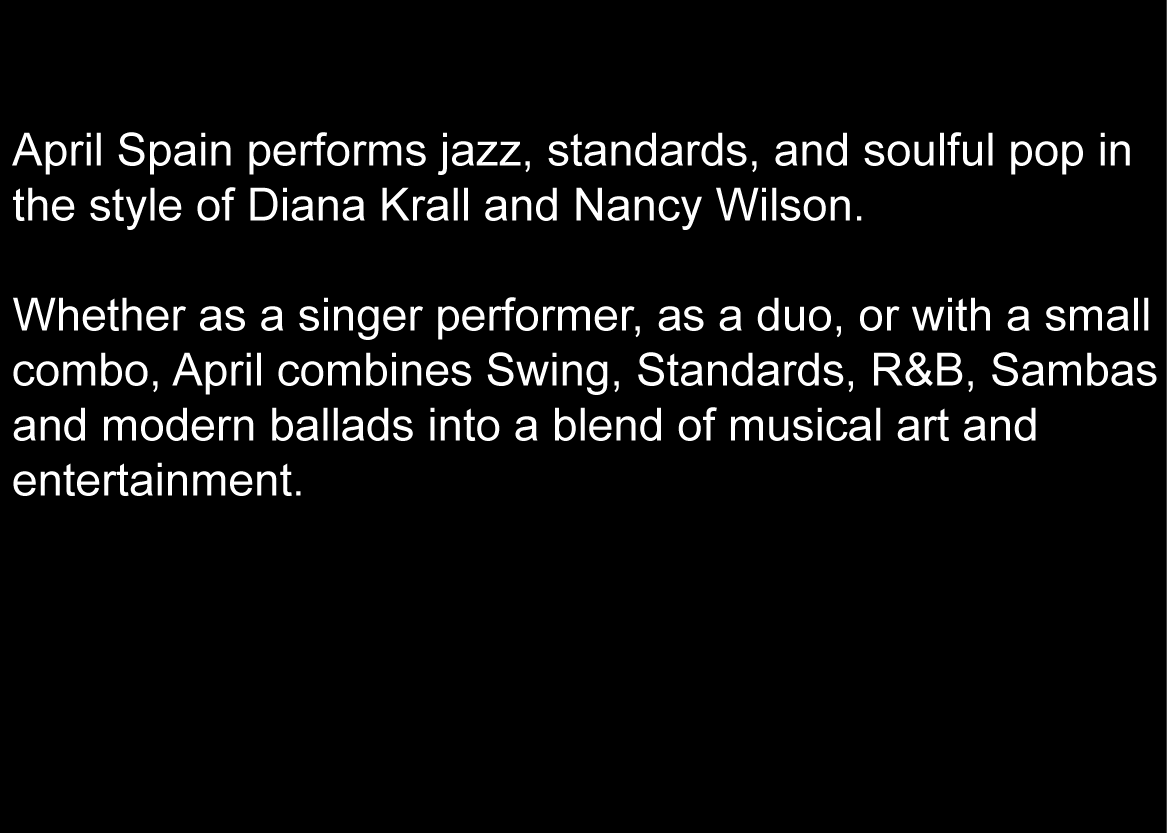 April Spain performs jazz, standards, and soulful pop in
the style of Diana Krall and Nancy Wilson.
Whether as a singer performer, as a duo, or with a small
combo, April combines Swing, Standards, R&B, Sambas
and modern ballads into a blend of musical art and
entertainment.